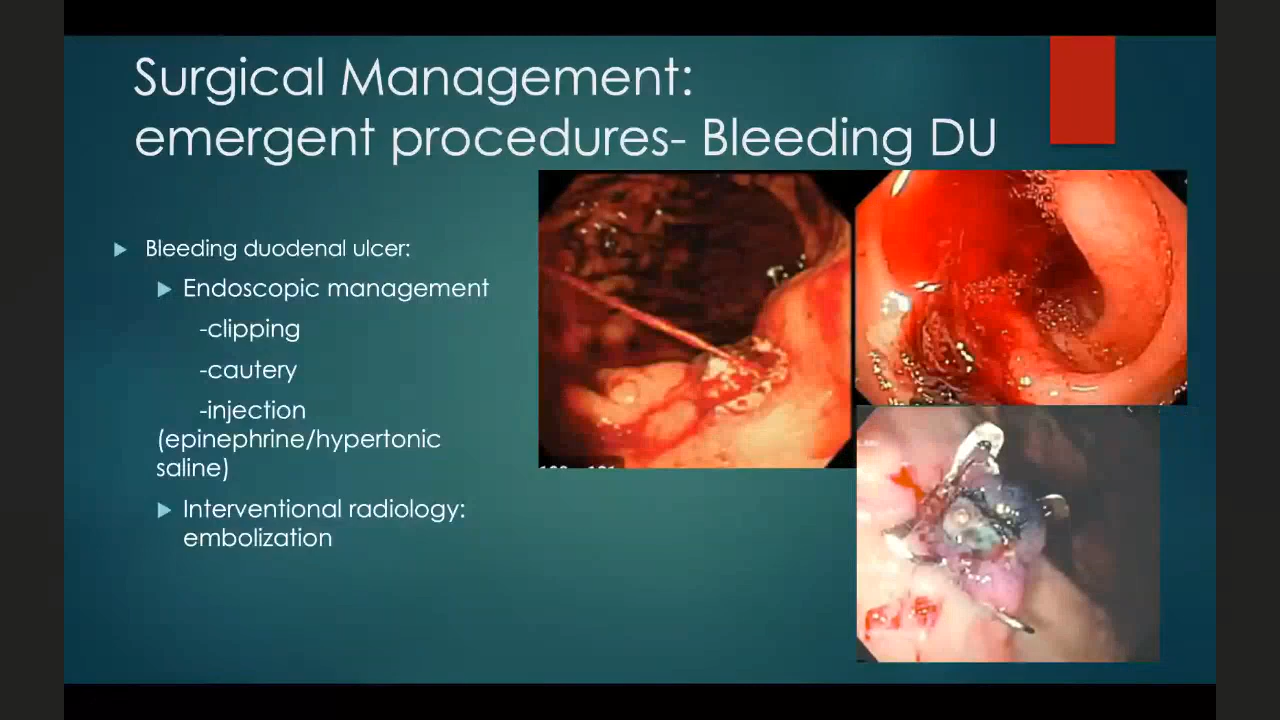 Surgical Management:
emergent procedures- Bleeding DU
Bleeding duodenal ulcer:
Endoscopic management
-clipping
-cautery
-injection
(epinephrine/hypertonic
saline)
Interventional radiology:
embolization